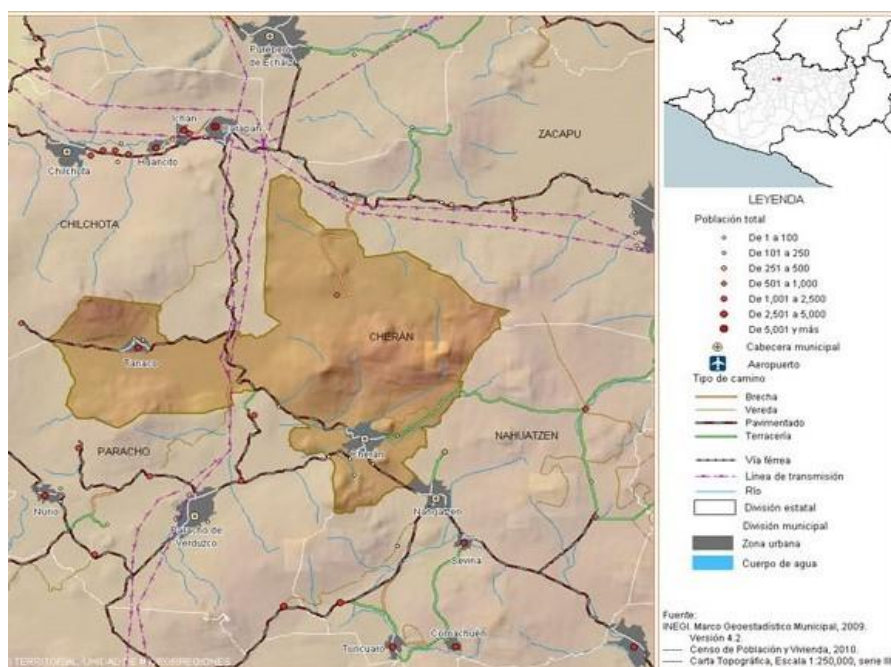 Purépero
de Echáiz
ZACAPU
Ichán
Tarapan
Huáncito
Chilchota
CHILCHOTA
CHERÁN
Tanaco
PARACHO
NAHUATZEN
Cherán
Nurio
Paracho de
Verduzco
Nahuatzen
Sevina
Comachuén
Turícuaro
LEYENDA
Población total
De 1 a 100
De 101 a 250
De 251 a 500
De 501 a 1,000
De 1,001 a 2,500
De 2,501 a 5,000
De 5,001 y más
Cabecera municipal
Aeropuerto
Tipo de camino
Brecha
Vereda
Pavimentado
Terracería
Vía férrea
Línea de transmisión
Río
División estatal
División municipal
Zona urbana
Cuerpo de agua
Fuente:
INEGI. Marco Geoestadístico Municipal, 2009.
Versión 4.2.
Censo de Población y Vivienda, 2010.
Carta Topográfica, Escala 1:250,000, serie
TERRITORIAL, UNIDAD DE